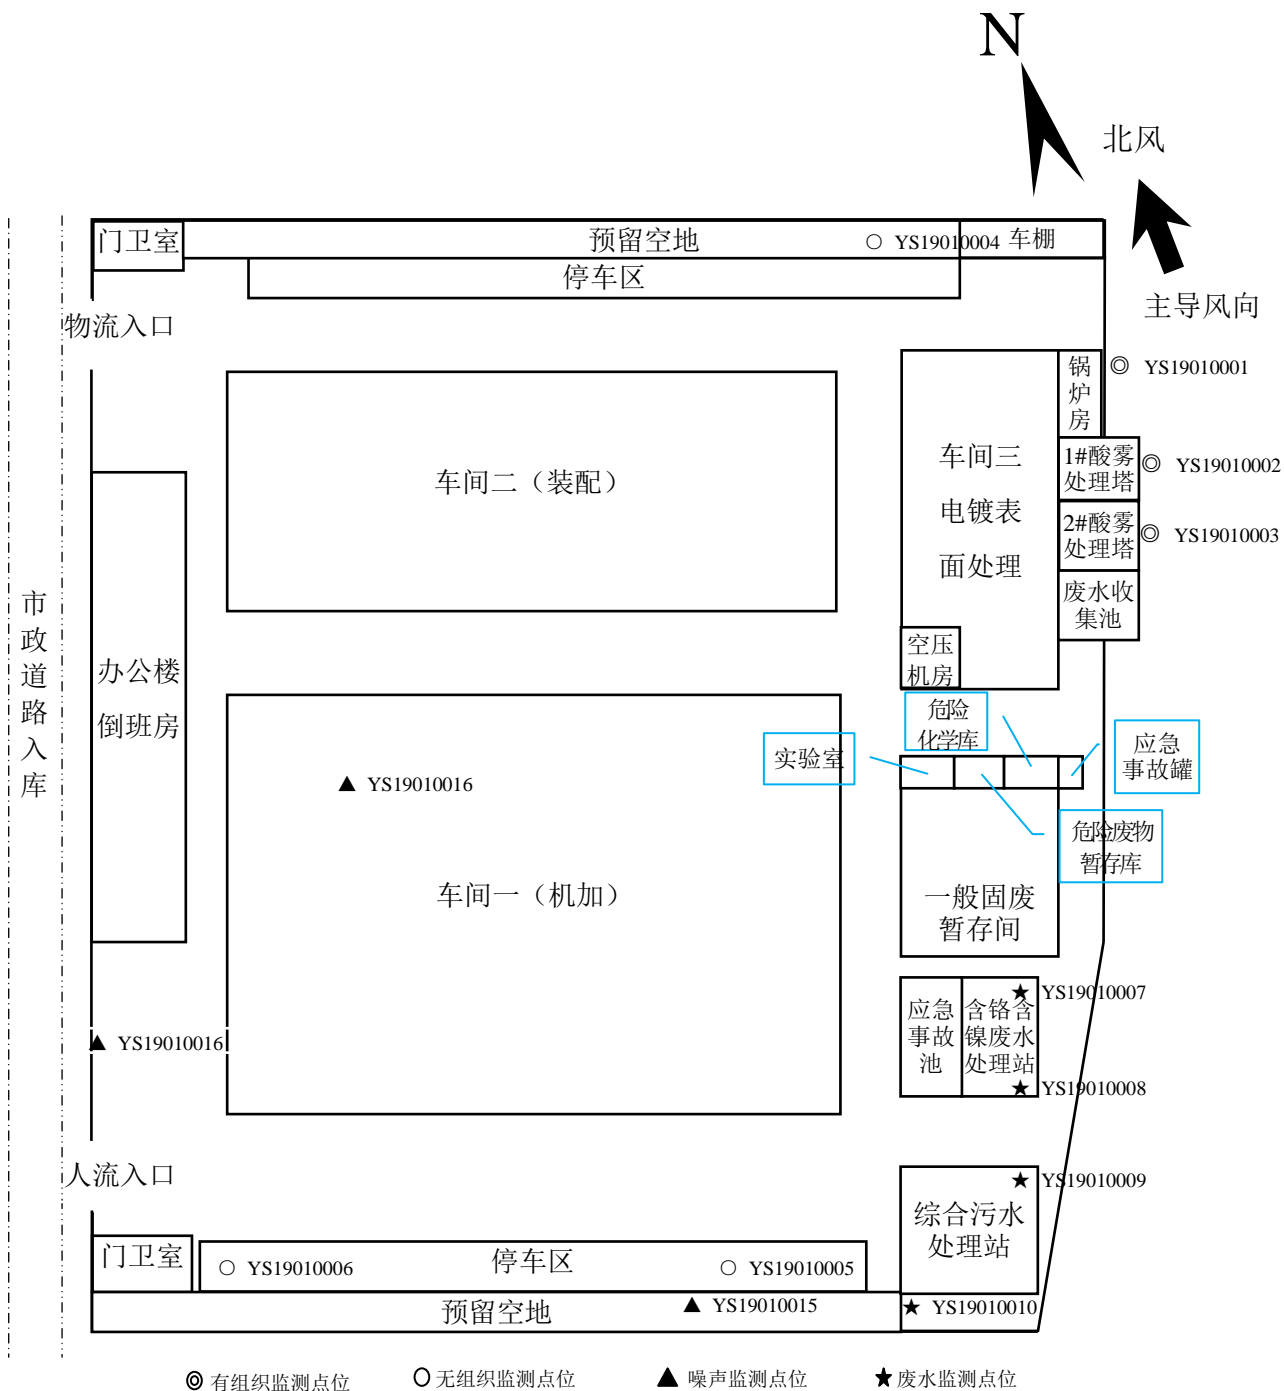 N
北风
主导风向
门卫室
预留空地
○ YS19010004
车棚
停车区
物流入口
锅
炉
房
◎ YS19010001
车间二（装配）
车间三
电镀表
面处理
1#酸雾
处理塔
◎ YS19010002
2#酸雾
处理塔
◎ YS19010003
废水收
集池
空压
机房
市
政
道
路
入
库
办公楼
倒班房
危险
化学库
实验室
应急
事故罐
▲ YS19010016
危险废物
暂存库
车间一（机加）
一般固废
暂存间
★ YS19010007
应急
事故
池
含铬含
镍废水
处理站
▲ YS19010016
★ YS19010008
人流入口
★ YS19010009
综合污水
处理站
门卫室
○ YS19010006
停车区
○ YS19010005
预留空地
▲ YS19010015
★ YS19010010
◎ 有组织监测点位
○ 无组织监测点位
▲ 噪声监测点位
★ 废水监测点位